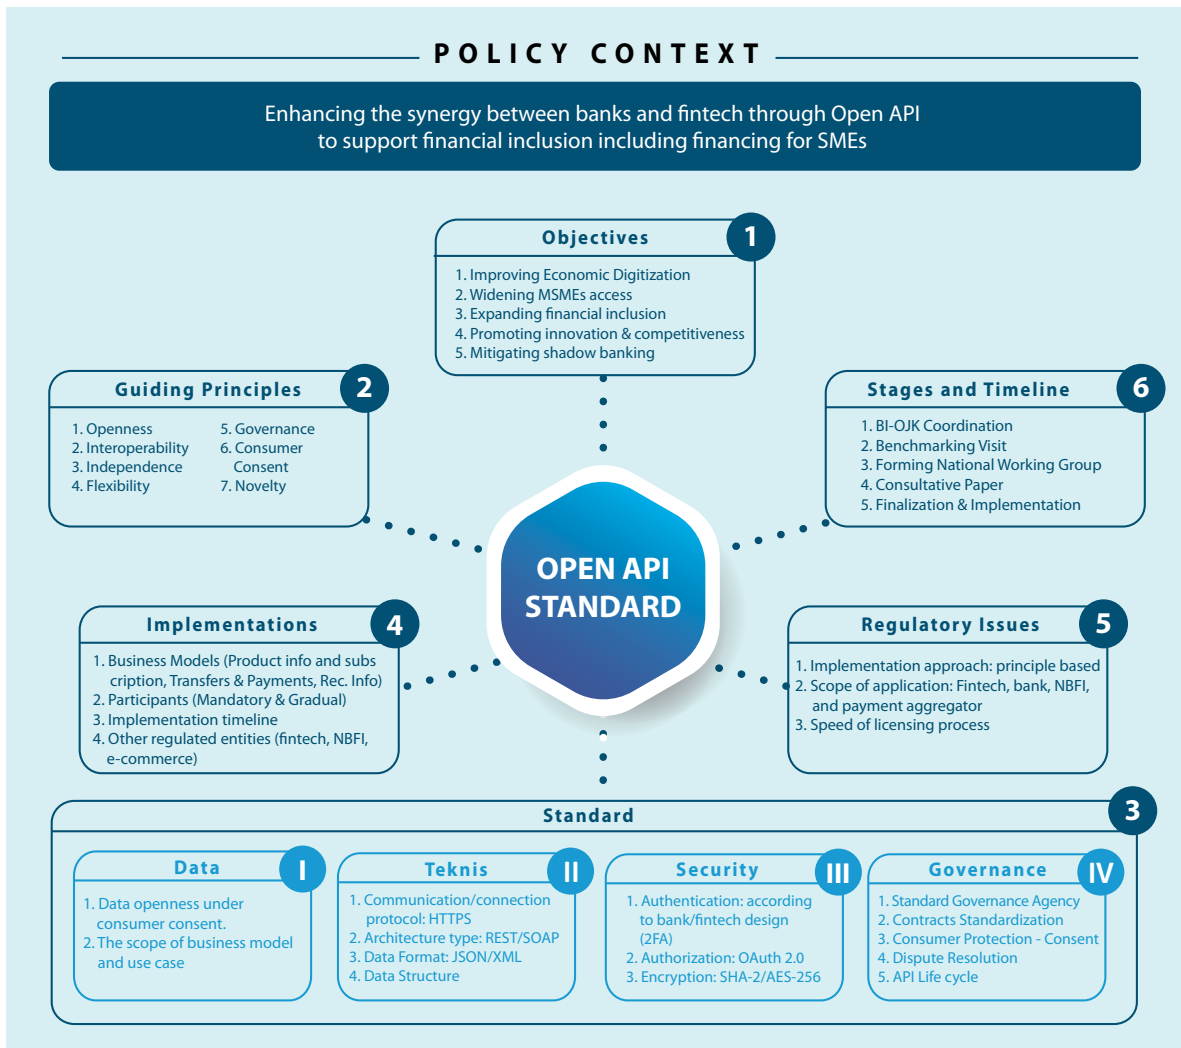 POLICY CONTEXT
Enhancing the synergy between banks and fintech through Open API
to support financial inclusion including financing for SMEs
Objectives
1
1. Improving Economic Digitization
2. Widening MSMEs access
3. Expanding financial inclusion
4. Promoting innovation & competitiveness
5. Mitigating shadow banking
Guiding Principles
2
1. Openness
2. Interoperability
3. Independence
4. Flexibility
5. Governance
6. Consumer
Consent
7. Novelty
Stages and Timeline
6
1. BI-OJK Coordination
2. Benchmarking Visit
3. Forming National Working Group
4. Consultative Paper
5. Finalization & Implementation
OPEN API
STANDARD
Implementations
4
1. Business Models (Product info and subs
cription, Transfers & Payments, Rec. Info)
2. Participants (Mandatory & Gradual)
3. Implementation timeline
4. Other regulated entities (fintech, NBFI,
e-commerce)
Regulatory Issues
5
1. Implementation approach: principle based
2. Scope of application: Fintech, bank, NBFI,
and payment aggregator
3. Speed of licensing process
Standard
3
Data
I
1. Data openness under
consumer consent.
2. The scope of business model
and use case
Teknis
II
1. Communication/connection
protocol: HTTPS
2. Architecture type: REST/SOAP
3. Data Format: JSON/XML
4. Data Structure
Security
III
1. Authentication: according
to bank/fintech design
(2FA)
2. Authorization: OAuth 2.0
3. Encryption: SHA-2/AES-256
Governance
IV
1. Standard Governance Agency
2. Contracts Standardization
3. Consumer Protection - Consent
4. Dispute Resolution
5. API Life cycle